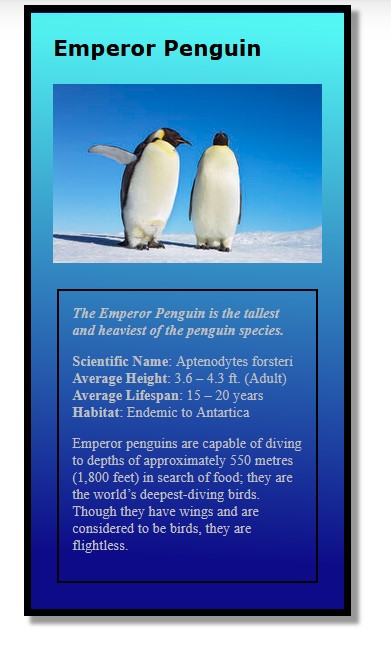 Emperor Penguin
The Emperor Penguin is the tallest
and heaviest of the penguin species.
Scientific Name: Aptenodytes forsteri
Average Height: 3.6 – 4.3 ft. (Adult)
Average Lifespan: 15 – 20 years
Habitat: Endemic to Antartica
Emperor penguins are capable of diving
to depths of approximately 550 metres
(1,800 feet) in search of food; they are
the world’s deepest-diving birds.
Though they have wings and are
considered to be birds, they are
flightless.